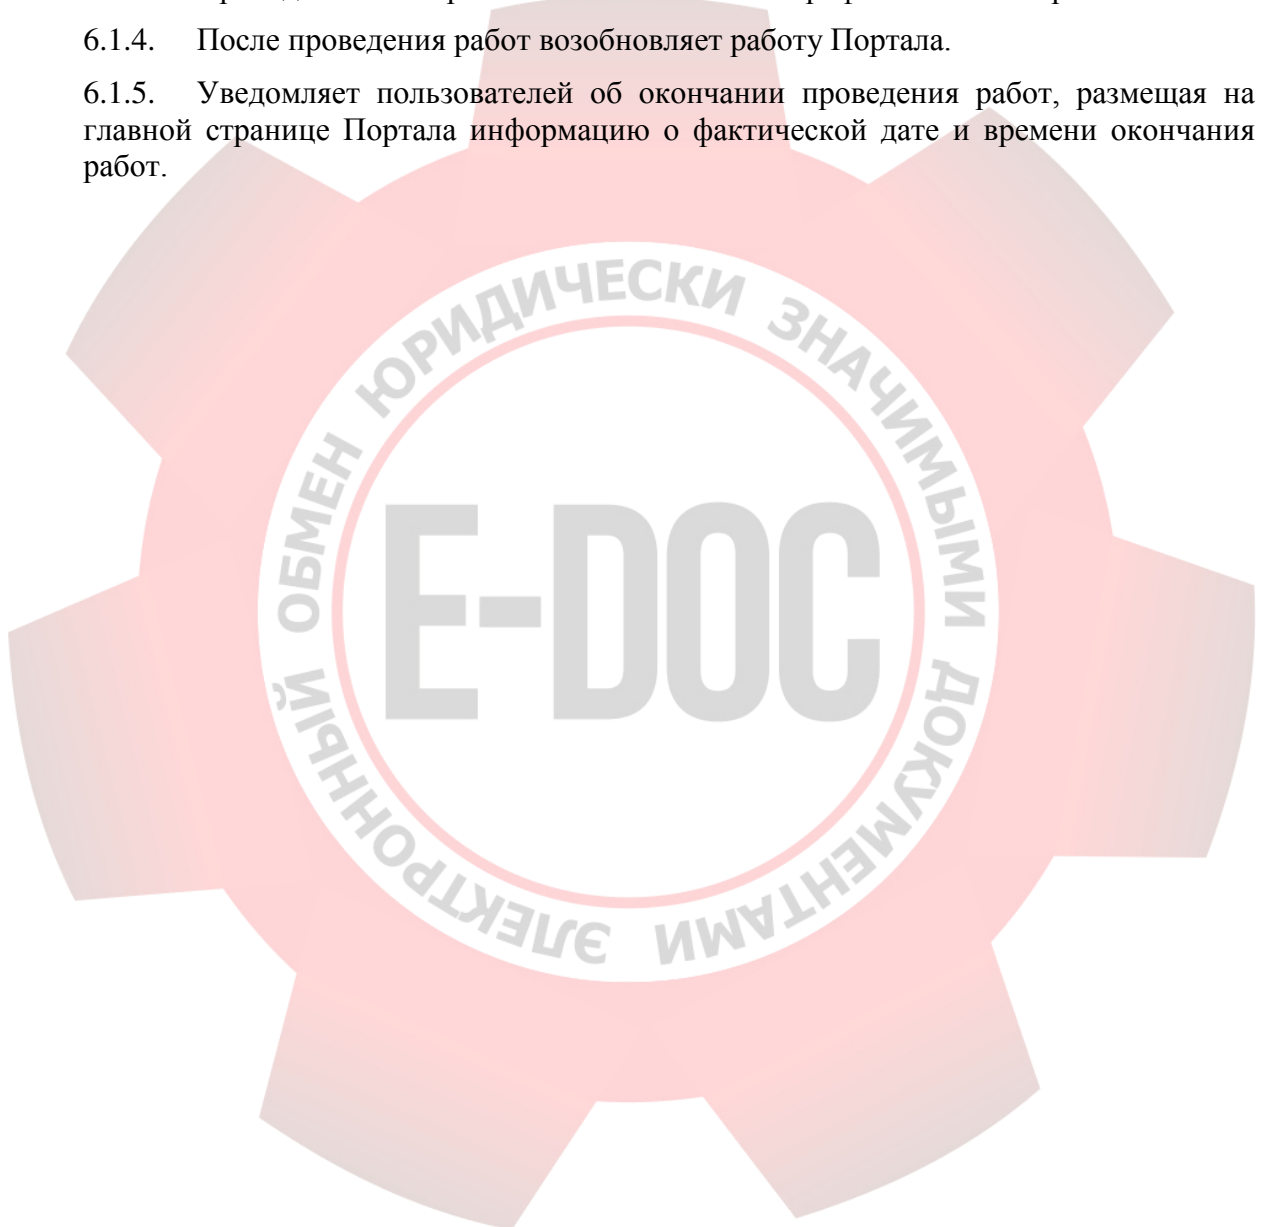 6.1.4. После проведения работ возобновляет работу Портала.
6.1.5. Уведомляет пользователей об окончании проведения работ, размещая на
главной странице Портала информацию о фактической дате и времени окончания
работ.
ЭЛЕКТРОННЫЙ ОБМЕН ЮРИДИЧЕСКИ ЗНАЧИМЫМИ ДОКУМЕНТАМИ
E-DOC